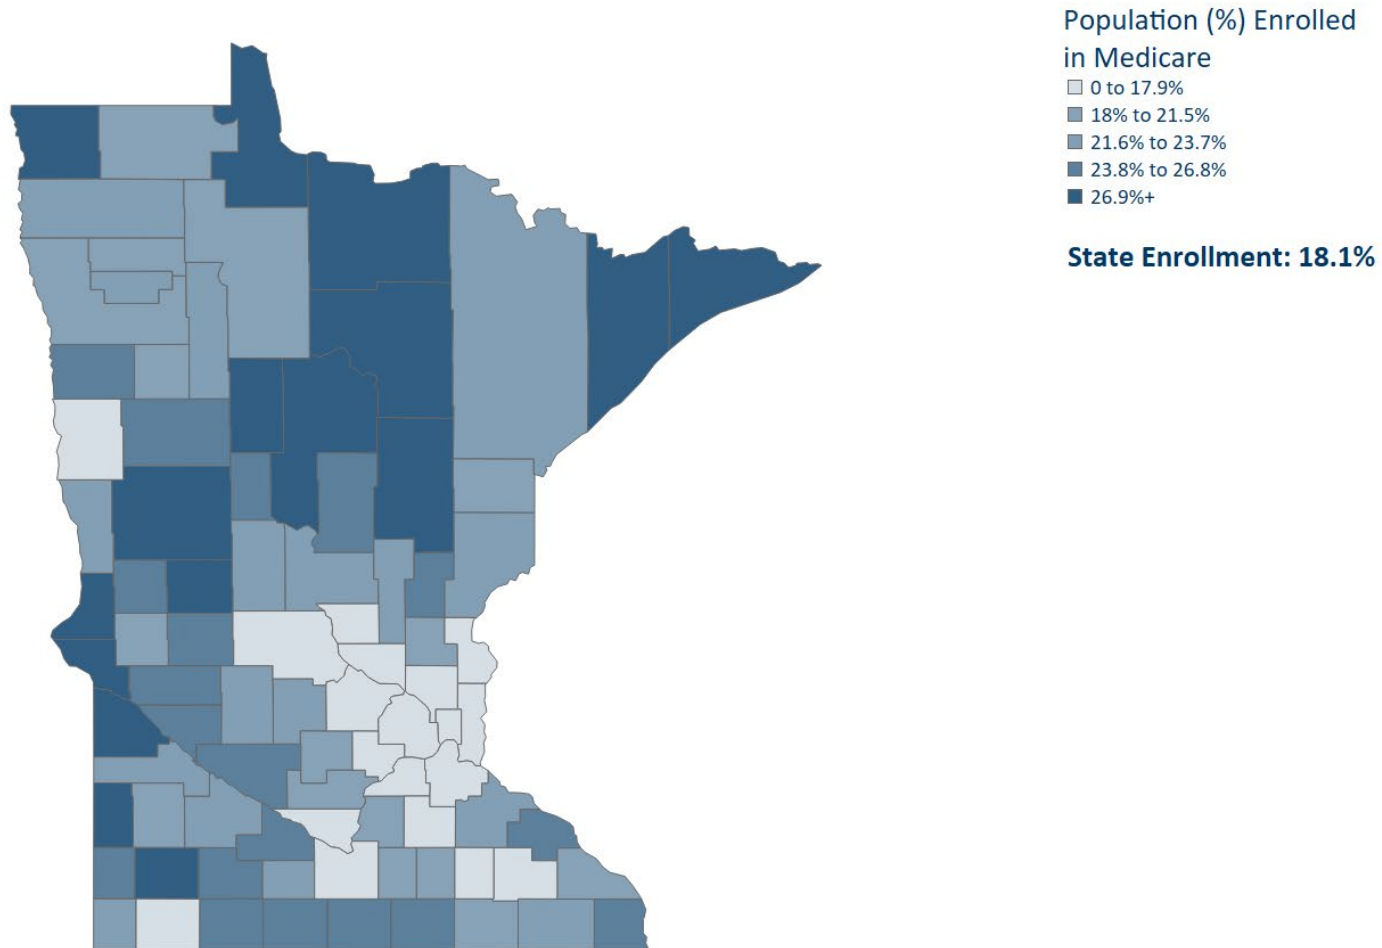 Population (%) Enrolled
in Medicare
0 to 17.9%
18% to 21.5%
21.6% to 23.7%
23.8% to 26.8%
26.9%+
State Enrollment: 18.1%